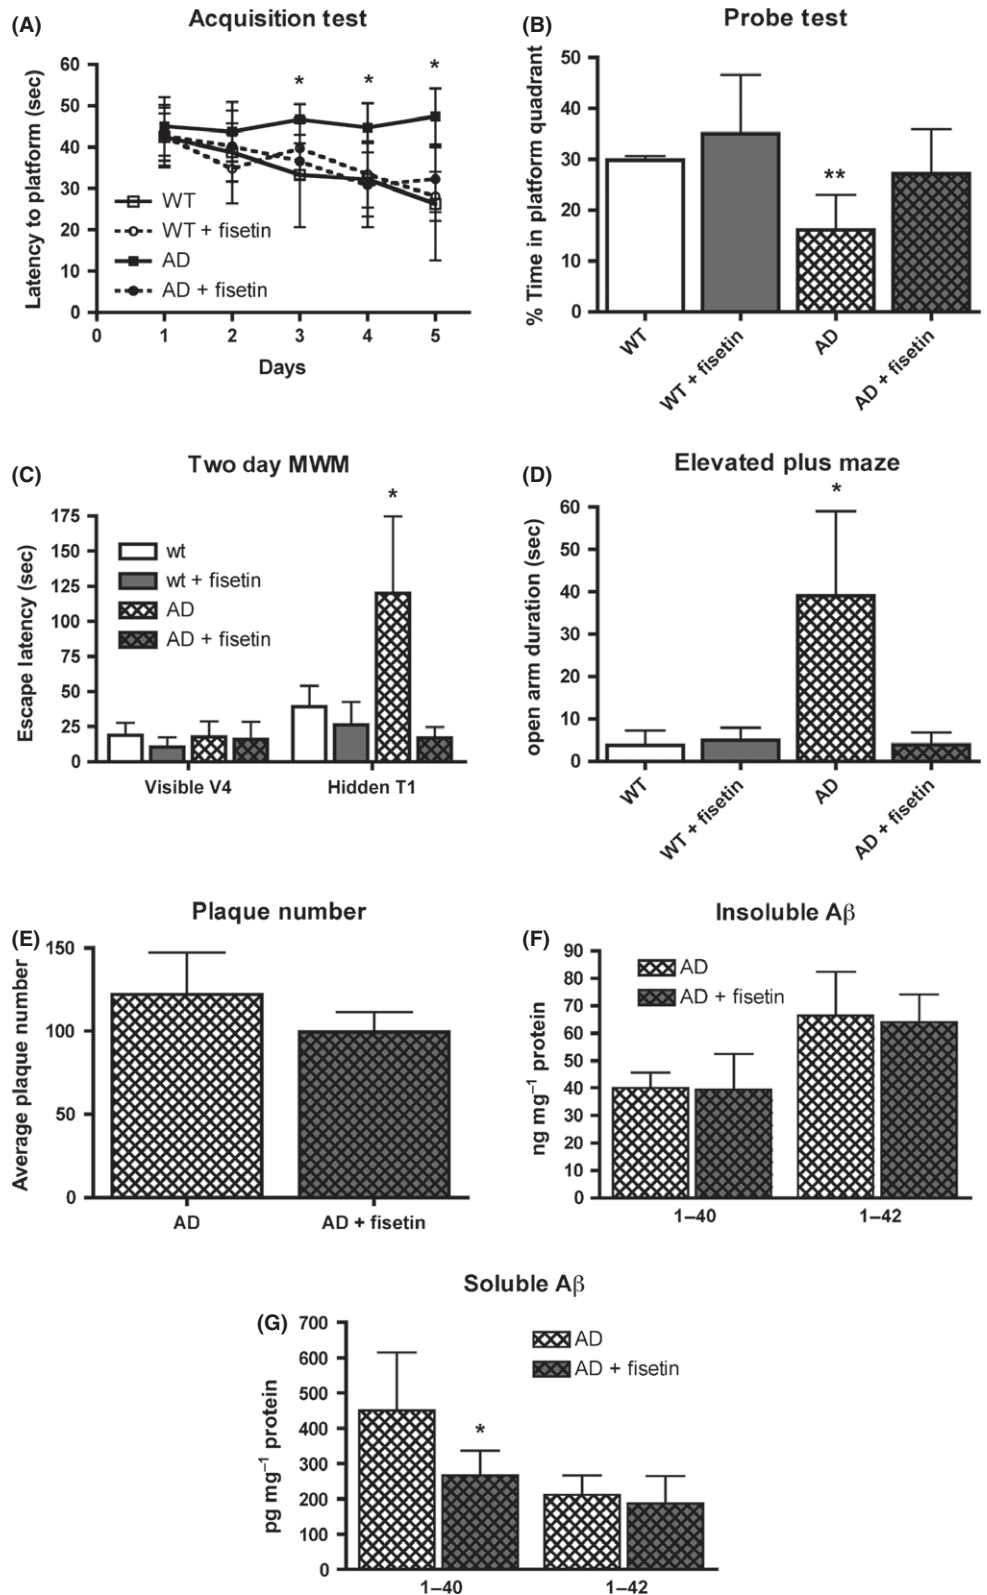 (A)
Acquisition test
Latency to platform (sec)
60
50
40
30
20
10
0
* * *
WT
WT + fisetin
AD
AD + fisetin
0 1 2 3 4 5
Days
(B)
Probe test
% Time in platform quadrant
50
40
30
20
10
0
**
WT
WT + fisetin
AD
AD + fisetin
(C)
Two day MWM
Escape latency (sec)
175
150
125
100
75
50
25
0
*
wt
wt + fisetin
AD
AD + fisetin
Visible V4 Hidden T1
(D)
Elevated plus maze
open arm duration (sec)
60
50
40
30
20
10
0
*
WT
WT + fisetin
AD
AD + fisetin
(E)
Plaque number
Average plaque number
150
100
50
0
AD AD + fisetin
(F)
Insoluble Aβ
ng mg⁻¹ protein
90
80
70
60
50
40
30
20
10
0
AD
AD + fisetin
1–40 1–42
(G)
Soluble Aβ
pg mg⁻¹ protein
700
600
500
400
300
200
100
0
*
AD
AD + fisetin
1–40 1–42